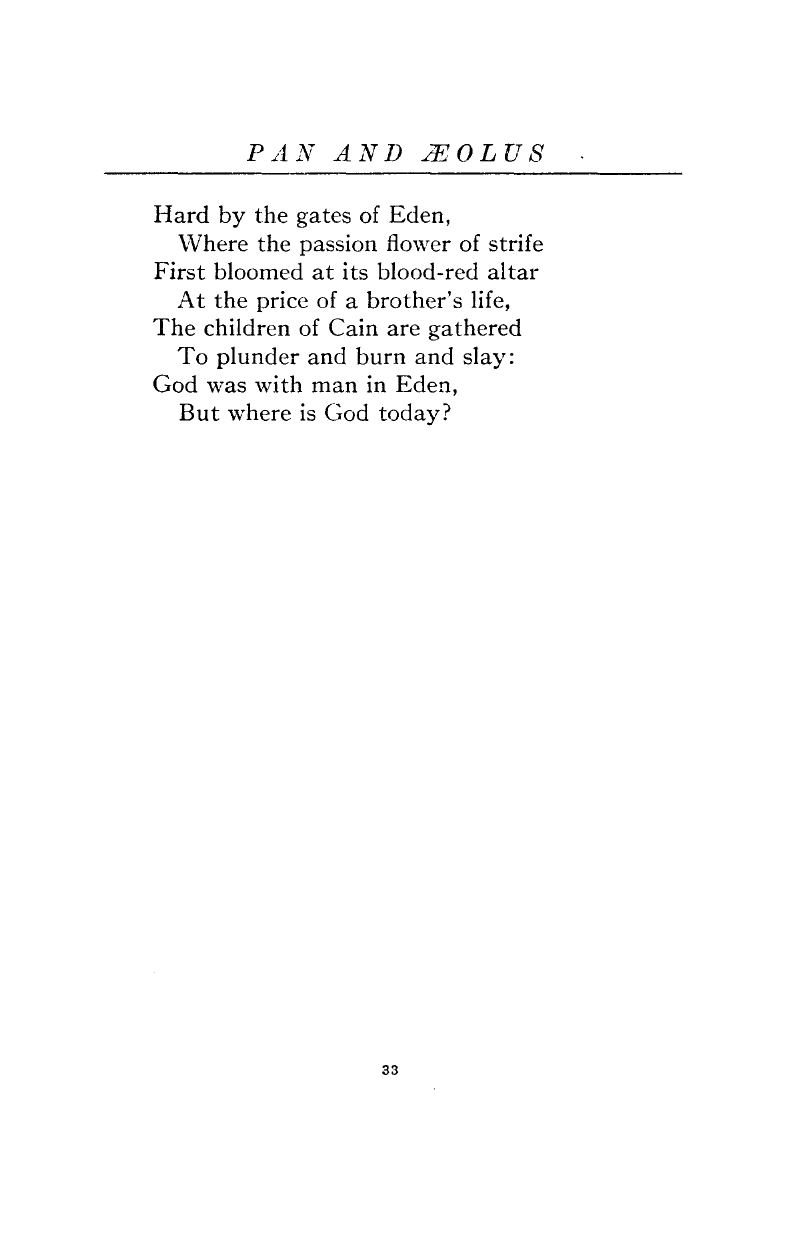 PAN AND ÆOLUS
Hard by the gates of Eden,
Where the passion flower of strife
First bloomed at its blood-red altar
At the price of a brother's life,
The children of Cain are gathered
To plunder and burn and slay:
God was with man in Eden,
But where is God today?
33